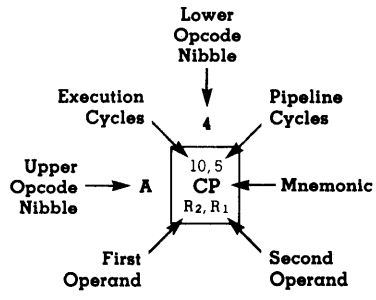 Lower
Opcode
Nibble
Execution
Cycles
Pipeline
Cycles
4
Upper
Opcode
Nibble
A
10, 5
CP
R2, R1
Mnemonic
First
Operand
Second
Operand